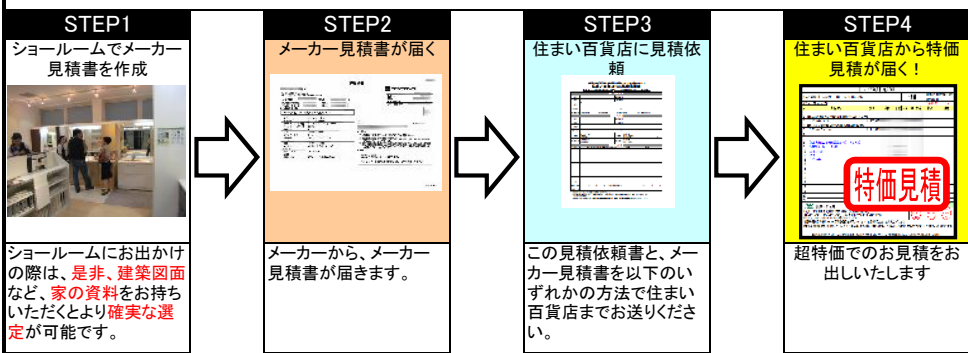 STEP1
ショールームでメーカー
見積書を作成
ショールームにお出かけ
の際は、是非、建築図面
など、家の資料をお持ち
いただくとより確実な選
定が可能です。
STEP2
メーカー見積書が届く
メーカーから、メーカー
見積書が届きます。
STEP3
住まい百貨店に見積依
頼
この見積依頼書と、メー
カー見積書を以下のい
ずれかの方法で住まい
百貨店までお送りくださ
い。
STEP4
住まい百貨店から特価
見積が届く！
特価見積
超特価でのお見積をお
出しいたします